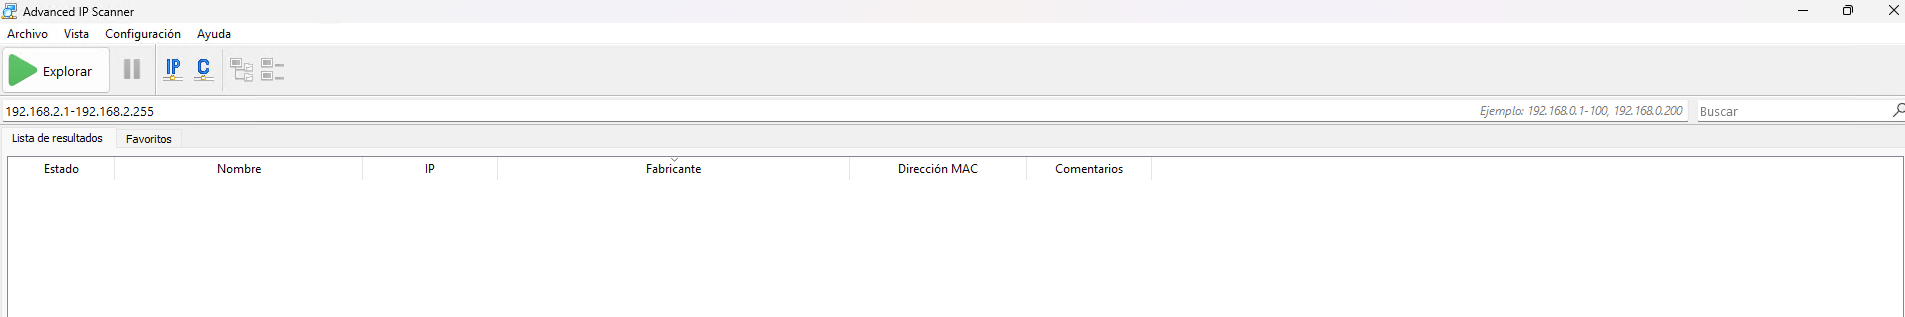 Advanced IP Scanner
Archivo Vista Configuración Ayuda
Explorar IP C
192.168.2.1-192.168.2.255 Ejemplo: 192.168.0.1-100, 192.168.0.200 Buscar
Lista de resultados Favoritos
Estado Nombre IP Fabricante Dirección MAC Comentarios